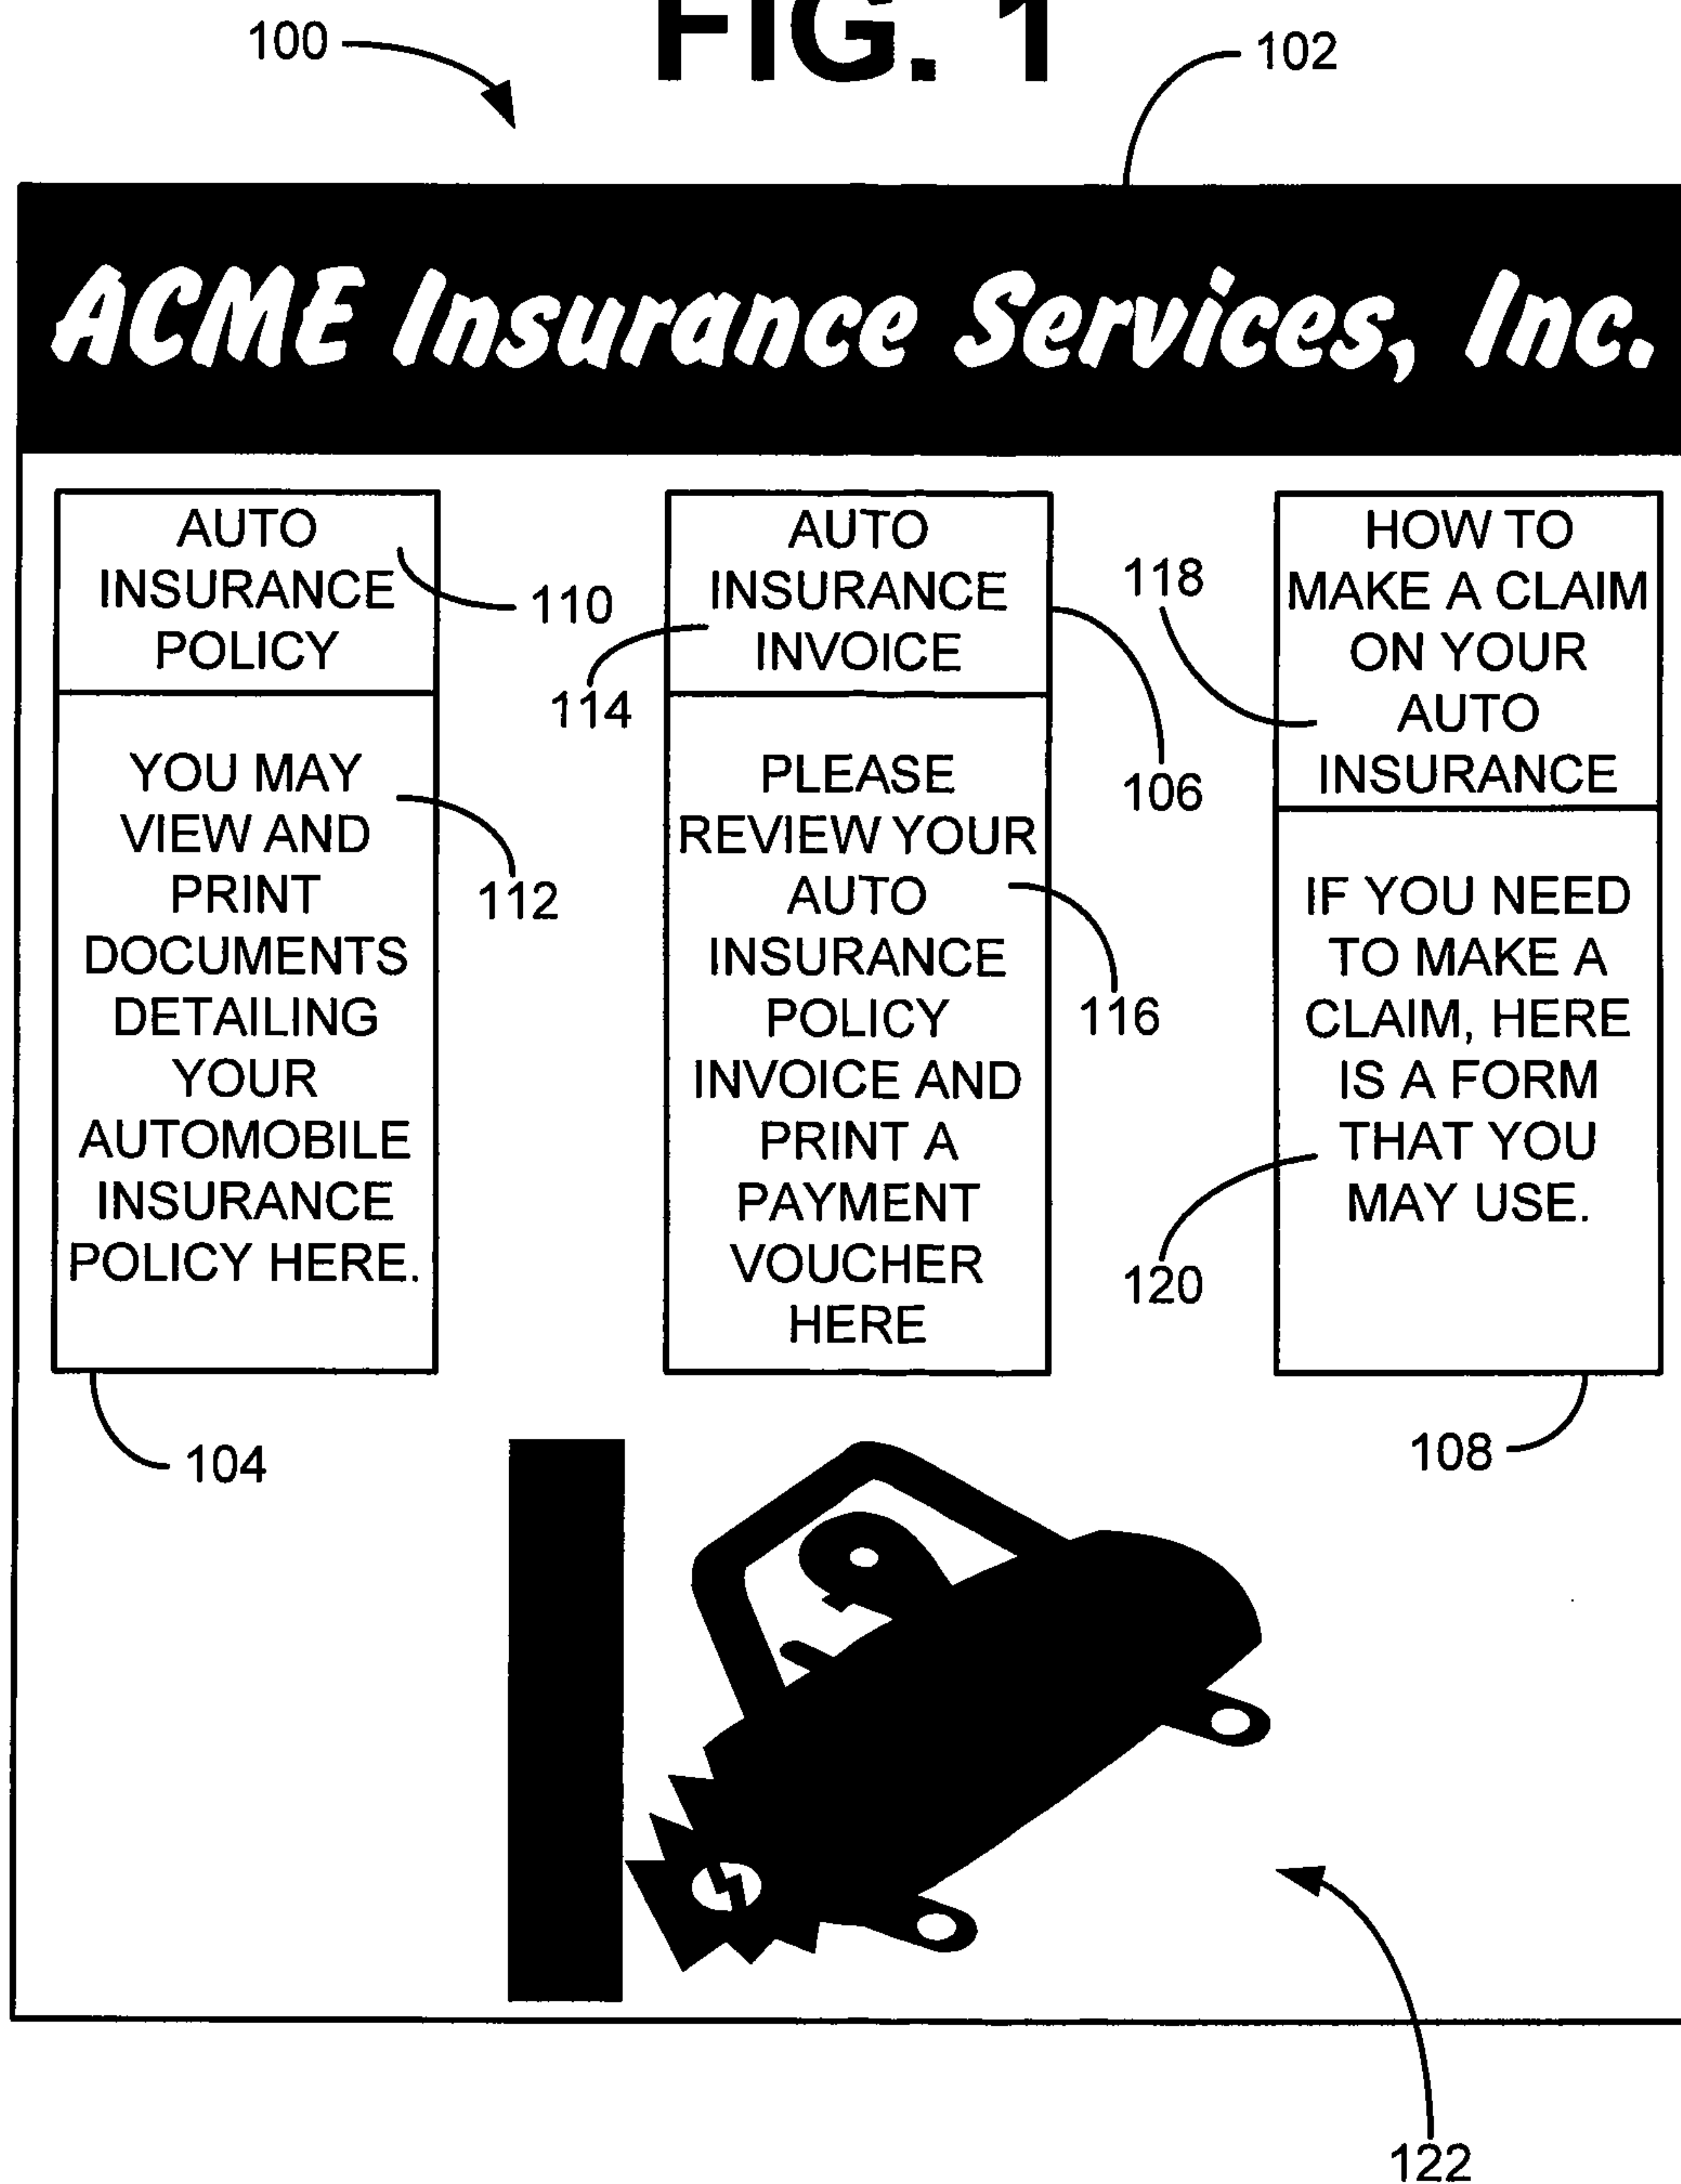 FIG. 1
100
102
ACME Insurance Services, Inc.
AUTO
INSURANCE
POLICY
110
YOU MAY
VIEW AND
PRINT
DOCUMENTS
DETAILING
YOUR
AUTOMOBILE
INSURANCE
POLICY HERE.
112
104
AUTO
INSURANCE
INVOICE
114
106
PLEASE
REVIEW YOUR
AUTO
INSURANCE
POLICY
INVOICE AND
PRINT A
PAYMENT
VOUCHER
HERE
116
118
HOW TO
MAKE A CLAIM
ON YOUR
AUTO
INSURANCE
IF YOU NEED
TO MAKE A
CLAIM, HERE
IS A FORM
THAT YOU
MAY USE.
120
108
122